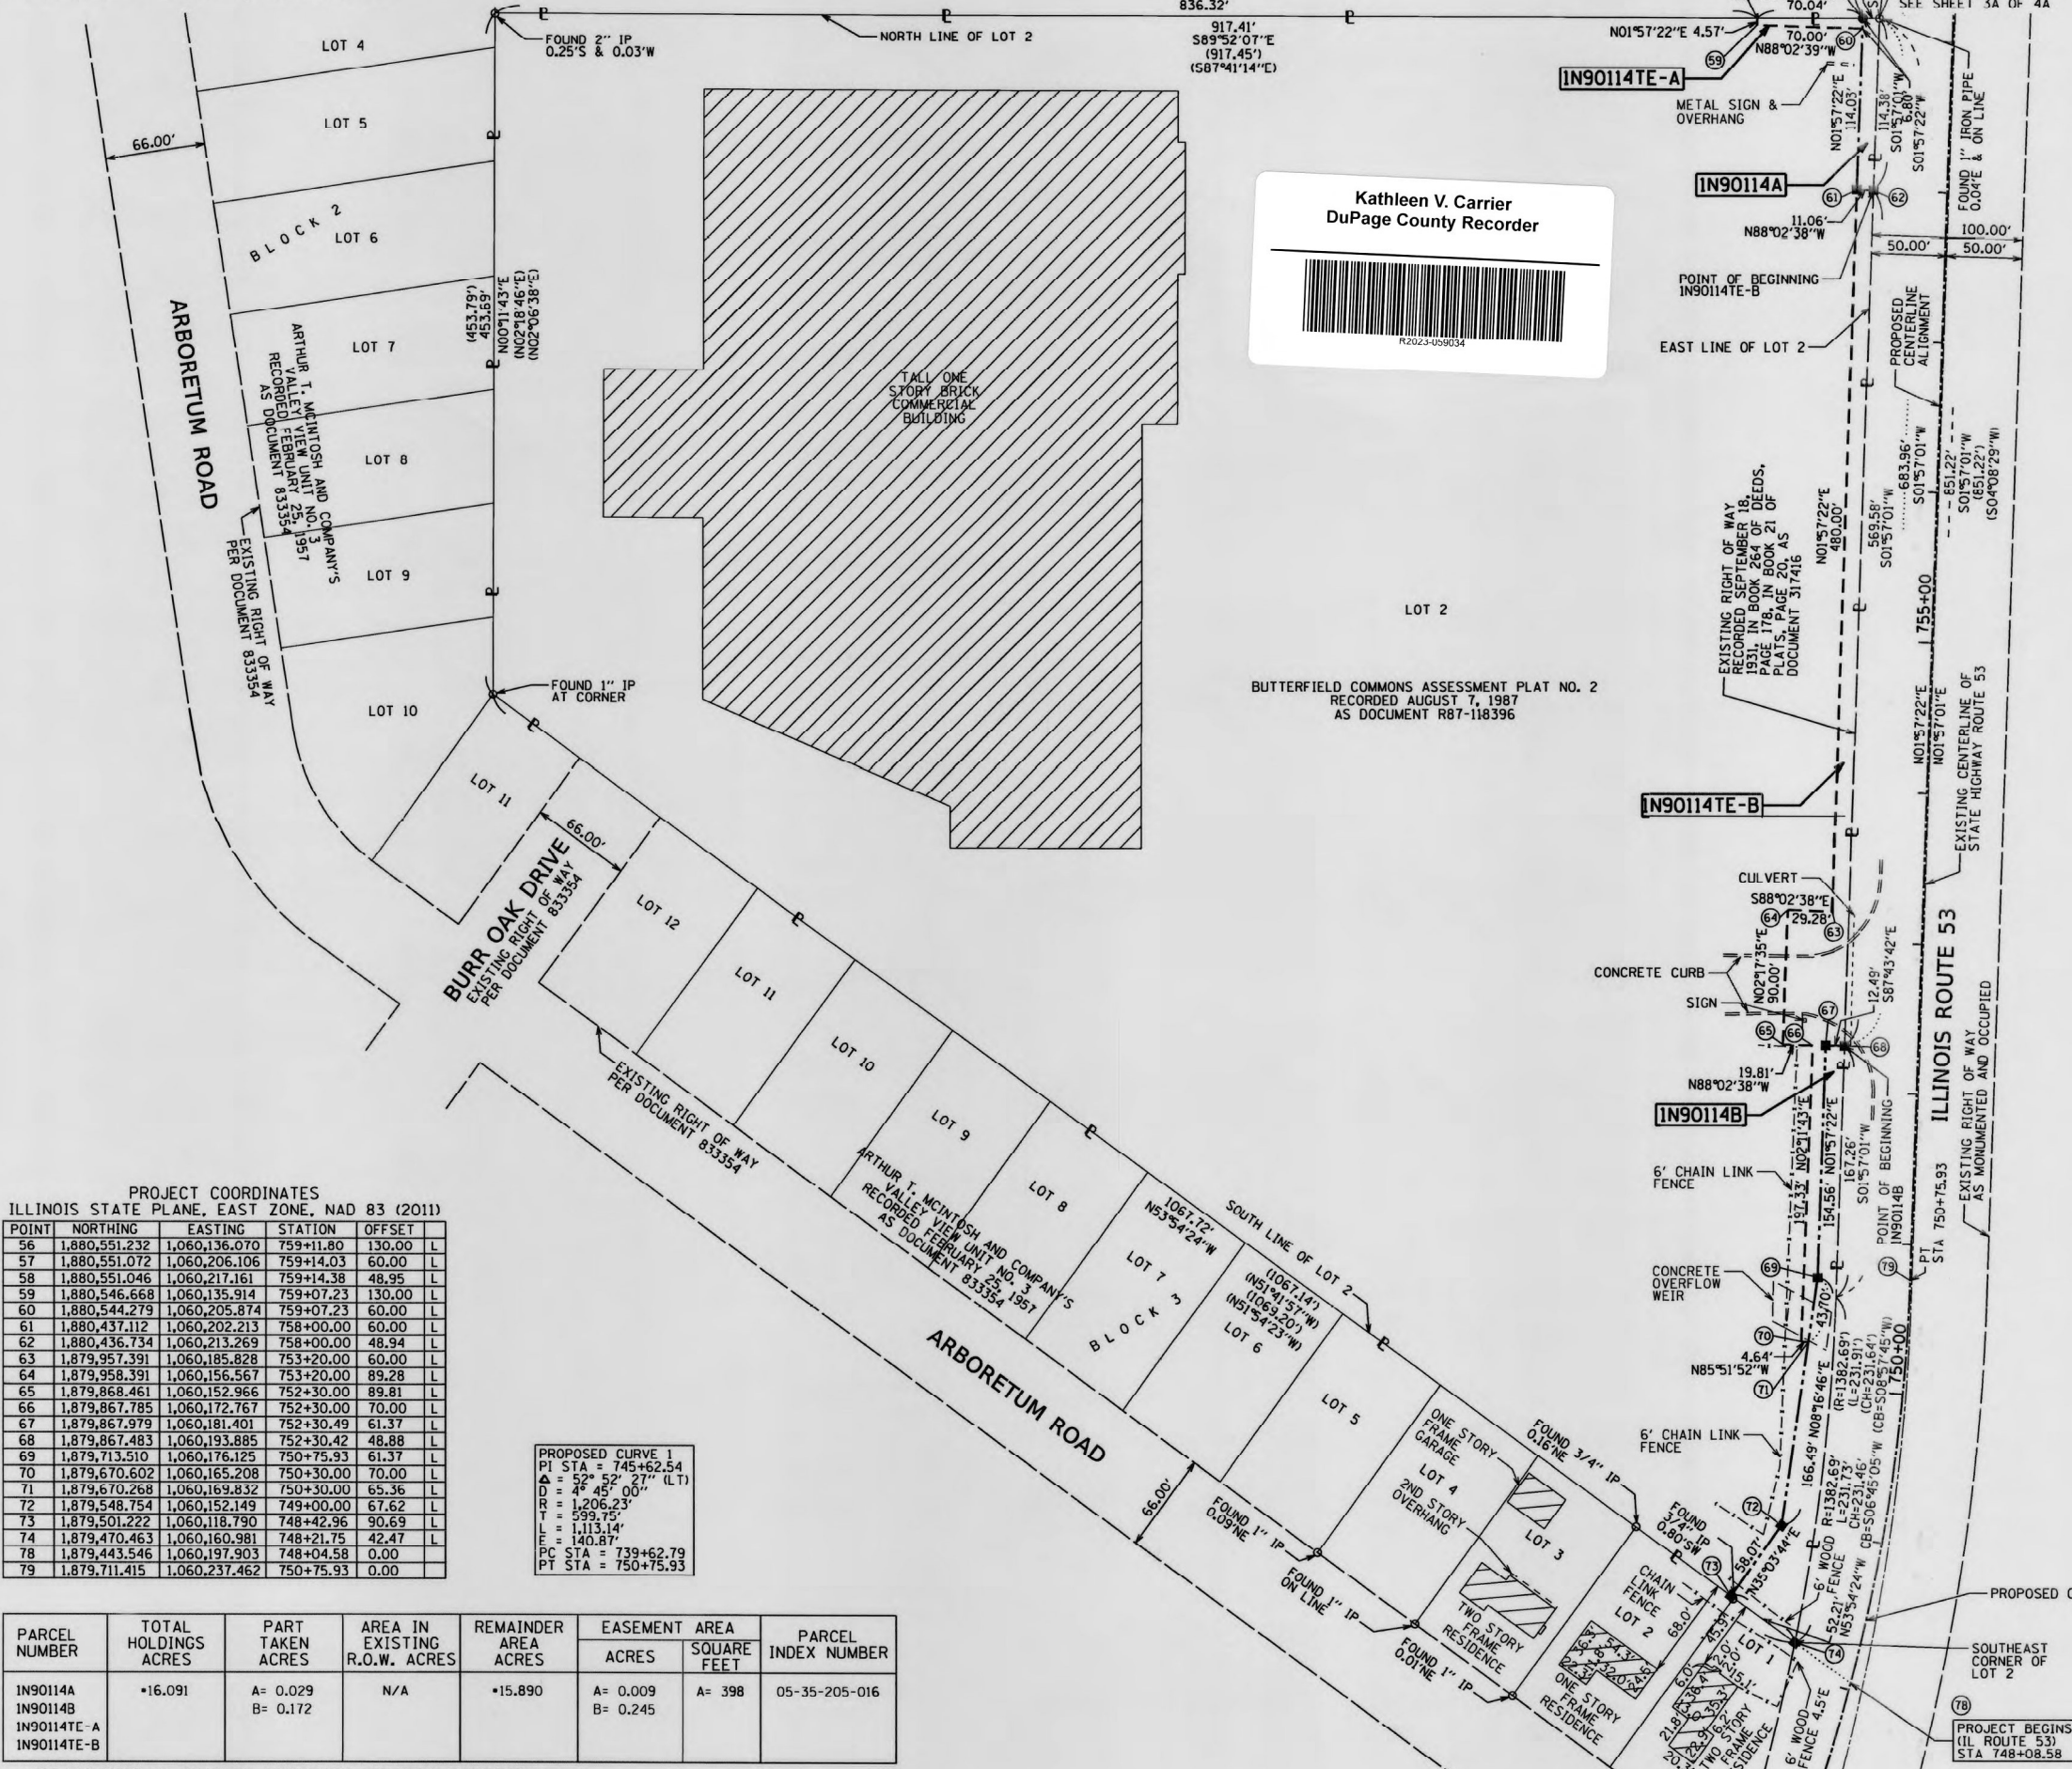 836.32'
917.41'
S89°52'07"E
(917.45')
(S87°41'14"E)
FOUND 2" IP
0.25'S & 0.03'W
NORTH LINE OF LOT 2
70.04'
SEE SHEET 3A OF 4A
N01°57'22"E 4.57'
70.00'
N88°02'39"W
59
60
1N90114TE-A
METAL SIGN &
OVERHANG
N01°57'22"E
114.03'
114.38'
S01°57'01"W
6.80'
S01°57'22"W
FOUND 1" IRON PIPE
0.04'E & ON LINE
1N90114A
61
62
11.06'
N88°02'38"W
100.00'
50.00'
50.00'
POINT OF BEGINNING
1N90114TE-B
EAST LINE OF LOT 2
PROPOSED
CENTERLINE
ALIGNMENT
Kathleen V. Carrier
DuPage County Recorder
R2023-059034
LOT 4
LOT 5
66.00'
BLOCK 2
LOT 6
LOT 7
LOT 8
LOT 9
LOT 10
ARBORETUM ROAD
ARTHUR T. MCINTOSH AND COMPANY'S
VALLEY VIEW UNIT NO. 3
RECORDED FEBRUARY 25, 1957
AS DOCUMENT 833354
EXISTING RIGHT OF WAY
PER DOCUMENT 833354
(453.79')
453.69'
N00°11'43"E
(N02°18'46"E)
(N02°06'38"E)
TALL ONE
STORY BRICK
COMMERCIAL
BUILDING
FOUND 1" IP
AT CORNER
LOT 2
BUTTERFIELD COMMONS ASSESSMENT PLAT NO. 2
RECORDED AUGUST 7, 1987
AS DOCUMENT R87-118396
EXISTING RIGHT OF WAY
RECORDED SEPTEMBER 18,
1931, IN BOOK 264 OF DEEDS,
PAGE 178, IN BOOK 21 OF
PLATS, PAGE 20, AS
DOCUMENT 317416
N01°57'22"E
480.00'
569.58'
S01°57'01"W
683.96'
S01°57'01"W
851.22'
S01°57'01"W
(851.22')
(S04°08'29"W)
755+00
N01°57'22"E
N01°57'01"E
EXISTING CENTERLINE OF
STATE HIGHWAY ROUTE 53
1N90114TE-B
CULVERT
S88°02'38"E
64
29.28'
63
CONCRETE CURB
N02°17'35"E
90.00'
SIGN
12.49'
S87°43'42"E
65
66
67
68
19.81'
N88°02'38"W
1N90114B
ILLINOIS ROUTE 53
EXISTING RIGHT OF WAY
AS MONUMENTED AND OCCUPIED
6' CHAIN LINK
FENCE
197.33' N02°11'43"E
154.56' N01°57'22"E
167.26'
S01°57'01"W
POINT OF BEGINNING
1N90114B
79
PT
STA 750+75.93
CONCRETE
OVERFLOW
WEIR
69
70
4.64'
N85°51'52"W
71
43.70'
166.49' N08°16'46"E
(R=1382.69')
(L=231.91')
(CH=231.64')
(CB=S08°57'45"W)
750+00
6' CHAIN LINK
FENCE
R=1382.69'
L=231.73'
CH=231.46'
CB=S06°45'05"W
LOT 11
66.00'
BURR OAK DRIVE
EXISTING RIGHT OF WAY
PER DOCUMENT 833354
LOT 12
LOT 11
LOT 10
LOT 9
LOT 8
LOT 7
LOT 6
LOT 5
EXISTING RIGHT OF WAY
PER DOCUMENT 833354
ARTHUR T. MCINTOSH AND COMPANY'S
VALLEY VIEW UNIT NO. 3
RECORDED FEBRUARY 25, 1957
AS DOCUMENT 833354
1067.72'
N53°54'24"W
SOUTH LINE OF LOT 2
(1067.14')
(N51°41'57"W)
(1069.20')
(N51°54'23"W)
BLOCK 3
ARBORETUM ROAD
66.00'
ONE STORY
FRAME
GARAGE
LOT 4
2ND STORY
OVERHANG
LOT 3
FOUND 3/4" IP
0.16'NE
FOUND
3/4" IP
0.80'SW
72
73
74
58.07'
N35°03'44"E
6' WOOD
FENCE
52.21'
N53°54'24"W
PROPOSED C
SOUTHEAST
CORNER OF
LOT 2
78
PROJECT BEGINS
(IL ROUTE 53)
STA 748+08.58
FOUND 1" IP
0.09'NE
FOUND 1" IP
ON LINE
FOUND 1" IP
0.01'NE
TWO STORY
FRAME
RESIDENCE
CHAIN
LINK
FENCE
LOT 2
68.0'
45.9'
54.3'
ONE STORY
FRAME
RESIDENCE
LOT 1
15.1'
TWO STORY
FRAME
6' WOOD
FENCE 4.5'E
PROJECT COORDINATES
ILLINOIS STATE PLANE, EAST ZONE, NAD 83 (2011)
POINT NORTHING EASTING STATION OFFSET
56 1,880,551.232 1,060,136.070 759+11.80 130.00 L
57 1,880,551.072 1,060,206.106 759+14.03 60.00 L
58 1,880,551.046 1,060,217.161 759+14.38 48.95 L
59 1,880,546.668 1,060,135.914 759+07.23 130.00 L
60 1,880,544.279 1,060,205.874 759+07.23 60.00 L
61 1,880,437.112 1,060,202.213 758+00.00 60.00 L
62 1,880,436.734 1,060,213.269 758+00.00 48.94 L
63 1,879,957.391 1,060,185.828 753+20.00 60.00 L
64 1,879,958.391 1,060,156.567 753+20.00 89.28 L
65 1,879,868.461 1,060,152.966 752+30.00 89.81 L
66 1,879,867.785 1,060,172.767 752+30.00 70.00 L
67 1,879,867.979 1,060,181.401 752+30.49 61.37 L
68 1,879,867.483 1,060,193.885 752+30.42 48.88 L
69 1,879,713.510 1,060,176.125 750+75.93 61.37 L
70 1,879,670.602 1,060,165.208 750+30.00 70.00 L
71 1,879,670.268 1,060,169.832 750+30.00 65.36 L
72 1,879,548.754 1,060,152.149 749+00.00 67.62 L
73 1,879,501.222 1,060,118.790 748+42.96 90.69 L
74 1,879,470.463 1,060,160.981 748+21.75 42.47 L
78 1,879,443.546 1,060,197.903 748+04.58 0.00
79 1,879,711.415 1,060,237.462 750+75.93 0.00
PROPOSED CURVE 1
PI STA = 745+62.54
Δ = 52° 52' 27" (LT)
D = 4° 45' 00"
R = 1,206.23'
T = 599.75'
L = 1,113.14'
E = 140.87'
PC STA = 739+62.79
PT STA = 750+75.93
PARCEL NUMBER TOTAL HOLDINGS ACRES PART TAKEN ACRES AREA IN EXISTING R.O.W. ACRES REMAINDER AREA ACRES EASEMENT AREA ACRES SQUARE FEET PARCEL INDEX NUMBER
1N90114A •16.091 A= 0.029 N/A •15.890 A= 0.009 A= 398 05-35-205-016
1N90114B B= 0.172 B= 0.245
1N90114TE-A
1N90114TE-B